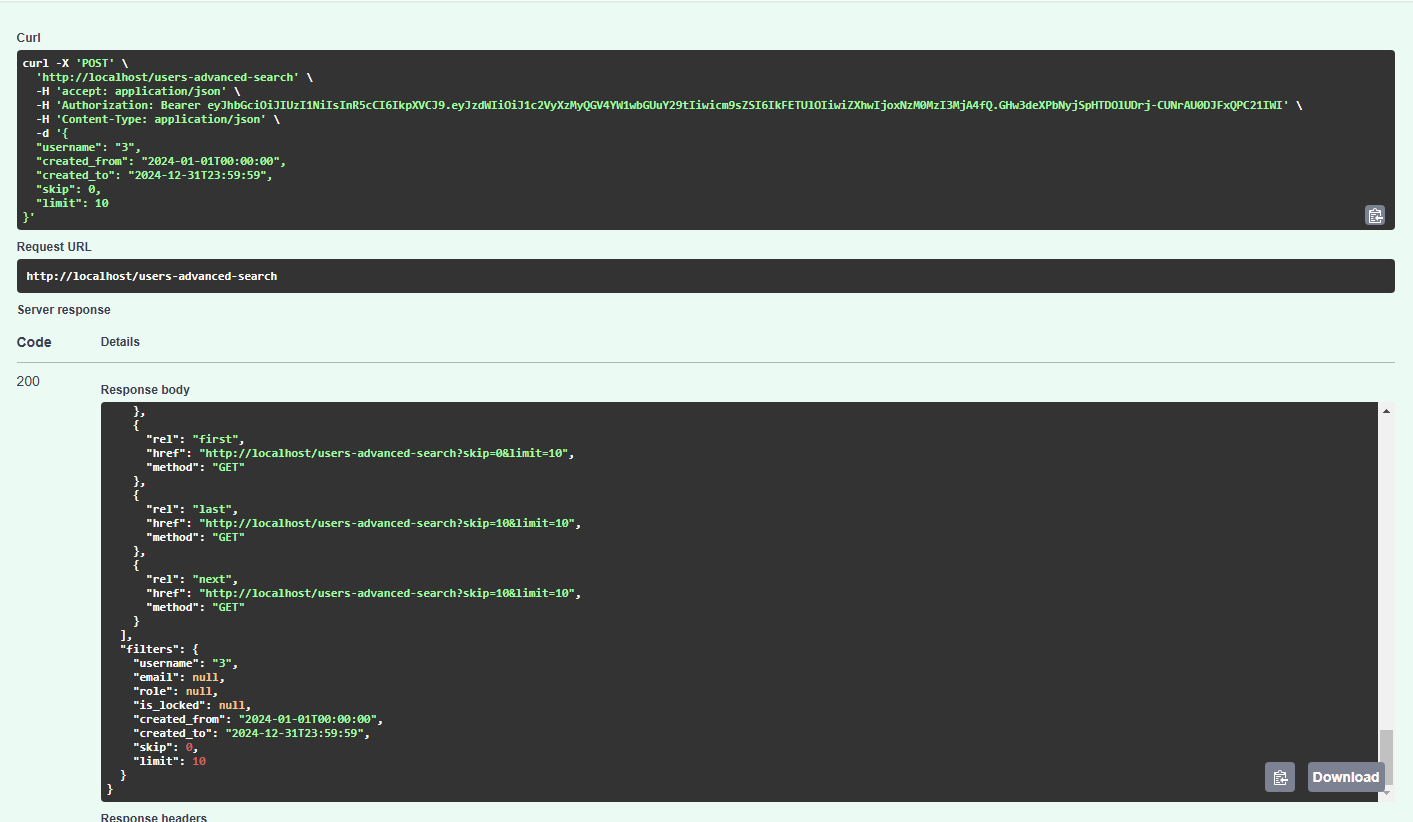 Curl
curl -X 'POST' \
'http://localhost/users-advanced-search' \
-H 'accept: application/json' \
-H 'Authorization: Bearer eyJhbGciOiJIUzI1NiIsInR5cCI6IkpXVCJ9.eyJzdWIiOiJ1c2VyXzMyQGV4YW1wbGUuY29tIiwicm9sZSI6IkFETUlOIiwiZXhwIjoxNzM0MzI3MjA4fQ.GHw3deXPbNyjSpHTDOlUDrj-CUNrAU0DJFxQPC21IWI' \
-H 'Content-Type: application/json' \
-d '{
"username": "3",
"created_from": "2024-01-01T00:00:00",
"created_to": "2024-12-31T23:59:59",
"skip": 0,
"limit": 10
}'
Request URL
http://localhost/users-advanced-search
Server response
Code Details
200
Response body
},
{
"rel": "first",
"href": "http://localhost/users-advanced-search?skip=0&limit=10",
"method": "GET"
},
{
"rel": "last",
"href": "http://localhost/users-advanced-search?skip=10&limit=10",
"method": "GET"
},
{
"rel": "next",
"href": "http://localhost/users-advanced-search?skip=10&limit=10",
"method": "GET"
}
],
"filters": {
"username": "3",
"email": null,
"role": null,
"is_locked": null,
"created_from": "2024-01-01T00:00:00",
"created_to": "2024-12-31T23:59:59",
"skip": 0,
"limit": 10
}
}
Download
Response headers